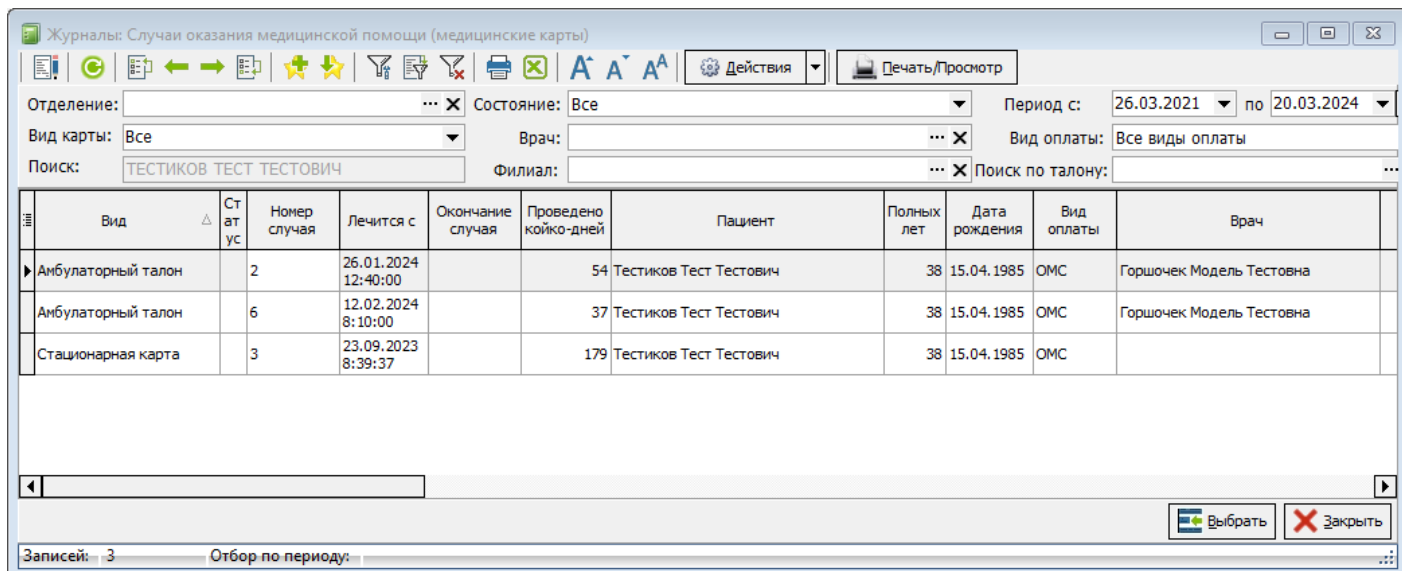 Журналы: Случаи оказания медицинской помощи (медицинские карты)
Действия Печать/Просмотр
Отделение: ... Состояние: Все Период с: 26.03.2021 по 20.03.2024
Вид карты: Все Врач: ... Вид оплаты: Все виды оплаты
Поиск: ТЕСТИКОВ ТЕСТ ТЕСТОВИЧ Филиал: ... Поиск по талону: ...
Вид Ст ат ус Номер случая Лечится с Окончание случая Проведено койко-дней Пациент Полных лет Дата рождения Вид оплаты Врач
Амбулаторный талон 2 26.01.2024 12:40:00 54 Тестиков Тест Тестович 38 15.04.1985 ОМС Горшочек Модель Тестовна
Амбулаторный талон 6 12.02.2024 8:10:00 37 Тестиков Тест Тестович 38 15.04.1985 ОМС Горшочек Модель Тестовна
Стационарная карта 3 23.09.2023 8:39:37 179 Тестиков Тест Тестович 38 15.04.1985 ОМС
Выбрать Закрыть
Записей: 3 Отбор по периоду: